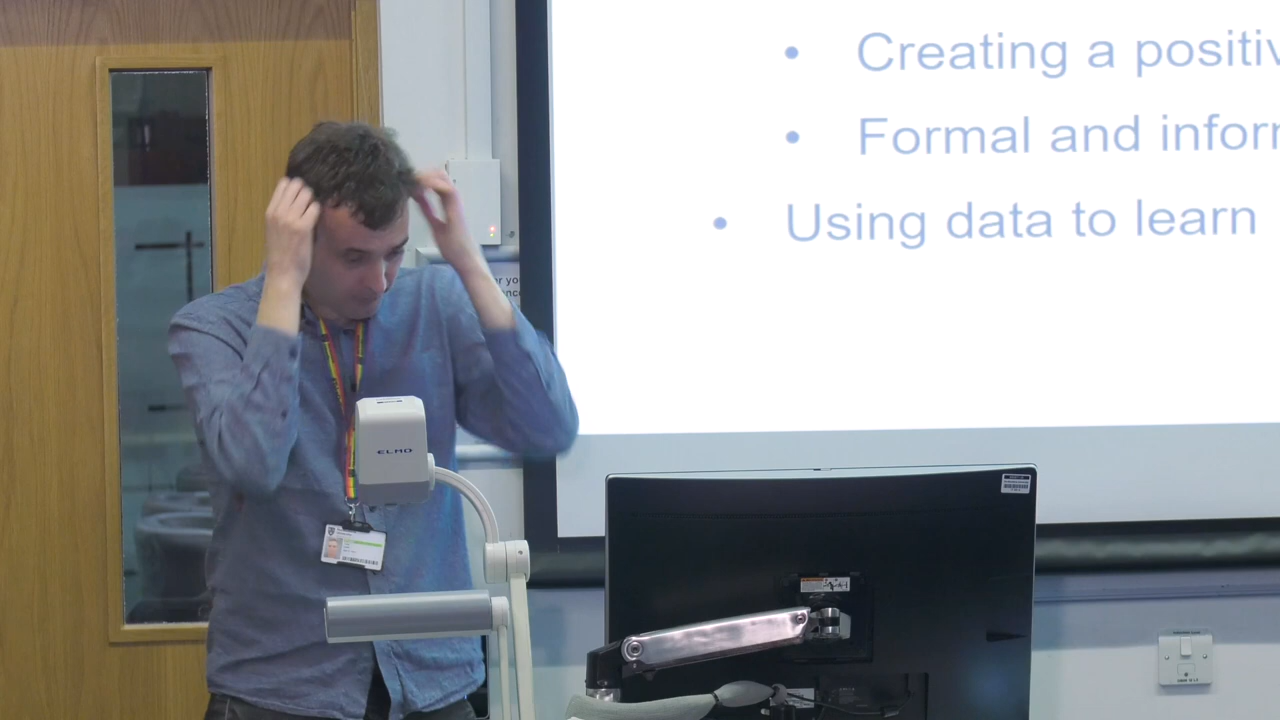 Creating a positiv
Formal and infor
Using data to learn
ELMO